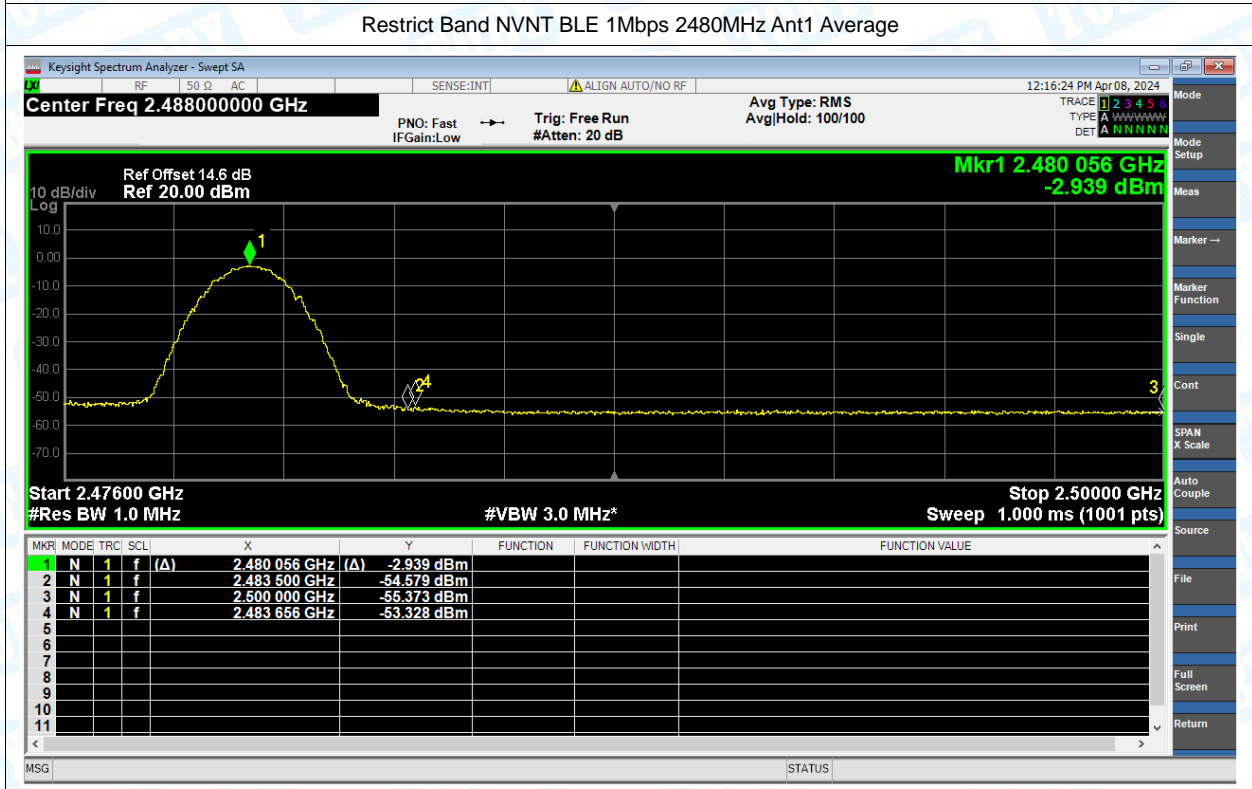 Restrict Band NVNT BLE 1Mbps 2480MHz Ant1 Average
Keysight Spectrum Analyzer - Swept SA
LXI RF 50 Ω AC SENSE:INT ALIGN AUTO/NO RF 12:16:24 PM Apr 08, 2024
Center Freq 2.488000000 GHz
PNO: Fast
IFGain:Low
Trig: Free Run
#Atten: 20 dB
Avg Type: RMS
Avg|Hold: 100/100
TRACE 1 2 3 4 5 6
TYPE A WWWWW
DET A N N N N N
Mkr1 2.480 056 GHz
-2.939 dBm
Ref Offset 14.6 dB
10 dB/div Ref 20.00 dBm
Log
10.0
0.00
-10.0
-20.0
-30.0
-40.0
-50.0
-60.0
-70.0
1
2 4
3
Start 2.47600 GHz Stop 2.50000 GHz
#Res BW 1.0 MHz #VBW 3.0 MHz* Sweep 1.000 ms (1001 pts)
MKR MODE TRC SCL X Y FUNCTION FUNCTION WIDTH FUNCTION VALUE
1 N 1 f (Δ) 2.480 056 GHz (Δ) -2.939 dBm
2 N 1 f 2.483 500 GHz -54.579 dBm
3 N 1 f 2.500 000 GHz -55.373 dBm
4 N 1 f 2.483 656 GHz -53.328 dBm
5
6
7
8
9
10
11
MSG STATUS
Mode
Mode
Setup
Meas
Marker →
Marker
Function
Single
Cont
SPAN
X Scale
Auto
Couple
Source
File
Print
Full
Screen
Return